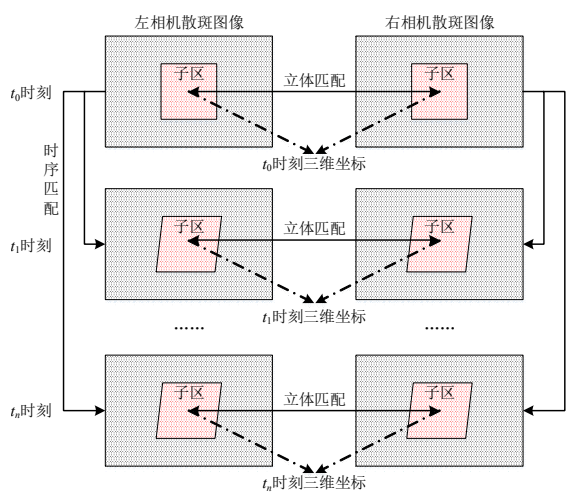 左相机散斑图像 右相机散斑图像
子区 子区
立体匹配
t0时刻
t0时刻三维坐标
时序匹配
子区 子区
立体匹配
t1时刻
t1时刻三维坐标
…… ……
子区 子区
立体匹配
tn时刻
tn时刻三维坐标